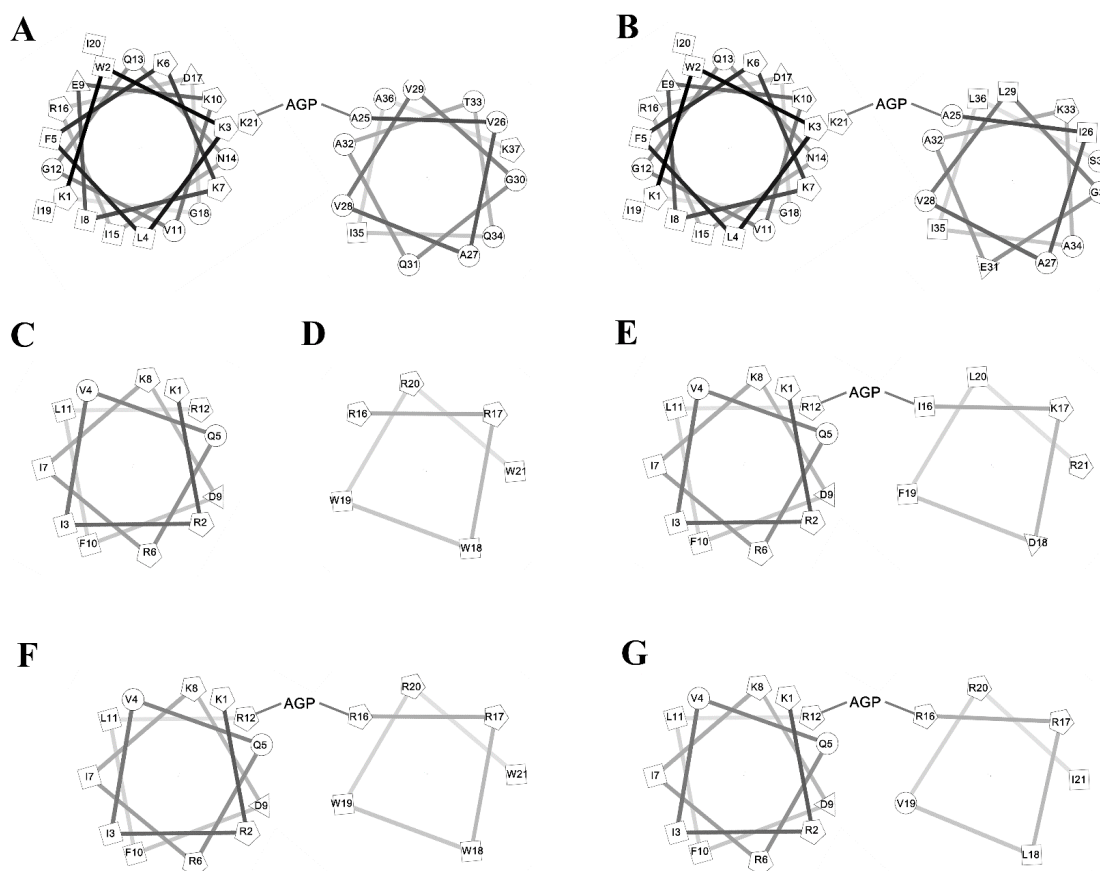 A
B
I20
W2
Q13
K6
E9
D17
R16
K10
F5
K3
K21
AGP
G12
N14
K1
K7
I19
I8
G18
I15
L4
V11
A36
V29
T33
A25
V26
A32
K37
G30
V28
I35
Q34
Q31
A27
I20
W2
Q13
K6
E9
D17
R16
K10
F5
K3
K21
AGP
G12
N14
K1
K7
I19
I8
G18
I15
L4
V11
L36
L29
K33
A25
I26
A32
V28
I35
A34
E31
A27
C
D
E
V4
K8
K1
L11
R12
Q5
I7
D9
I3
R2
F10
R6
R20
R16
R17
W21
W19
W18
V4
K8
K1
AGP
L11
R12
Q5
I7
D9
I3
R2
F10
R6
L20
I16
K17
R21
F19
D18
F
G
V4
K8
K1
AGP
L11
R12
Q5
I7
D9
I3
R2
F10
R6
R20
R16
R17
W21
W19
W18
V4
K8
K1
AGP
L11
R12
Q5
I7
D9
I3
R2
F10
R6
R20
R16
R17
I21
V19
L18